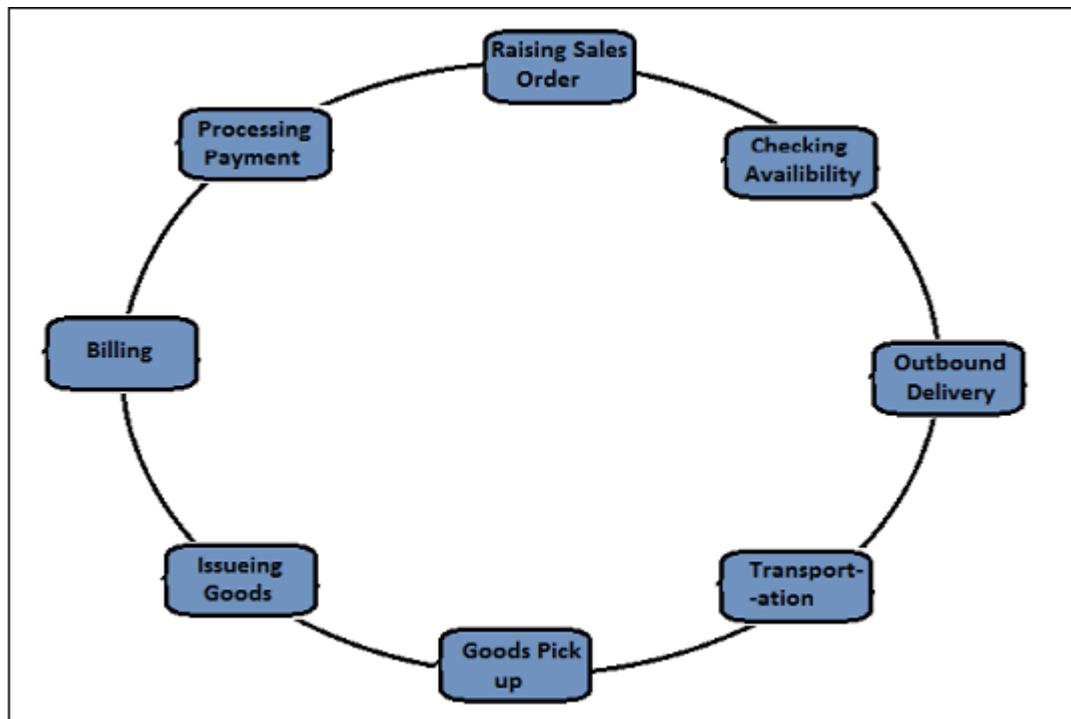 Raising Sales
Order
Checking
Availibility
Outbound
Delivery
Transport-
-ation
Goods Pick
up
Issueing
Goods
Billing
Processing
Payment